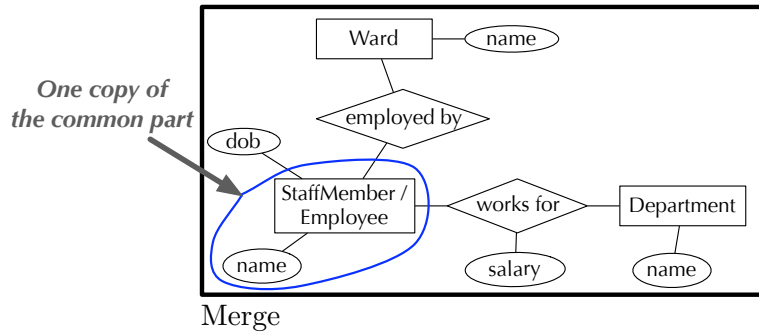 Ward
name
One copy of
the common part
employed by
dob
StaffMember /
Employee
works for
Department
name
salary
name
Merge